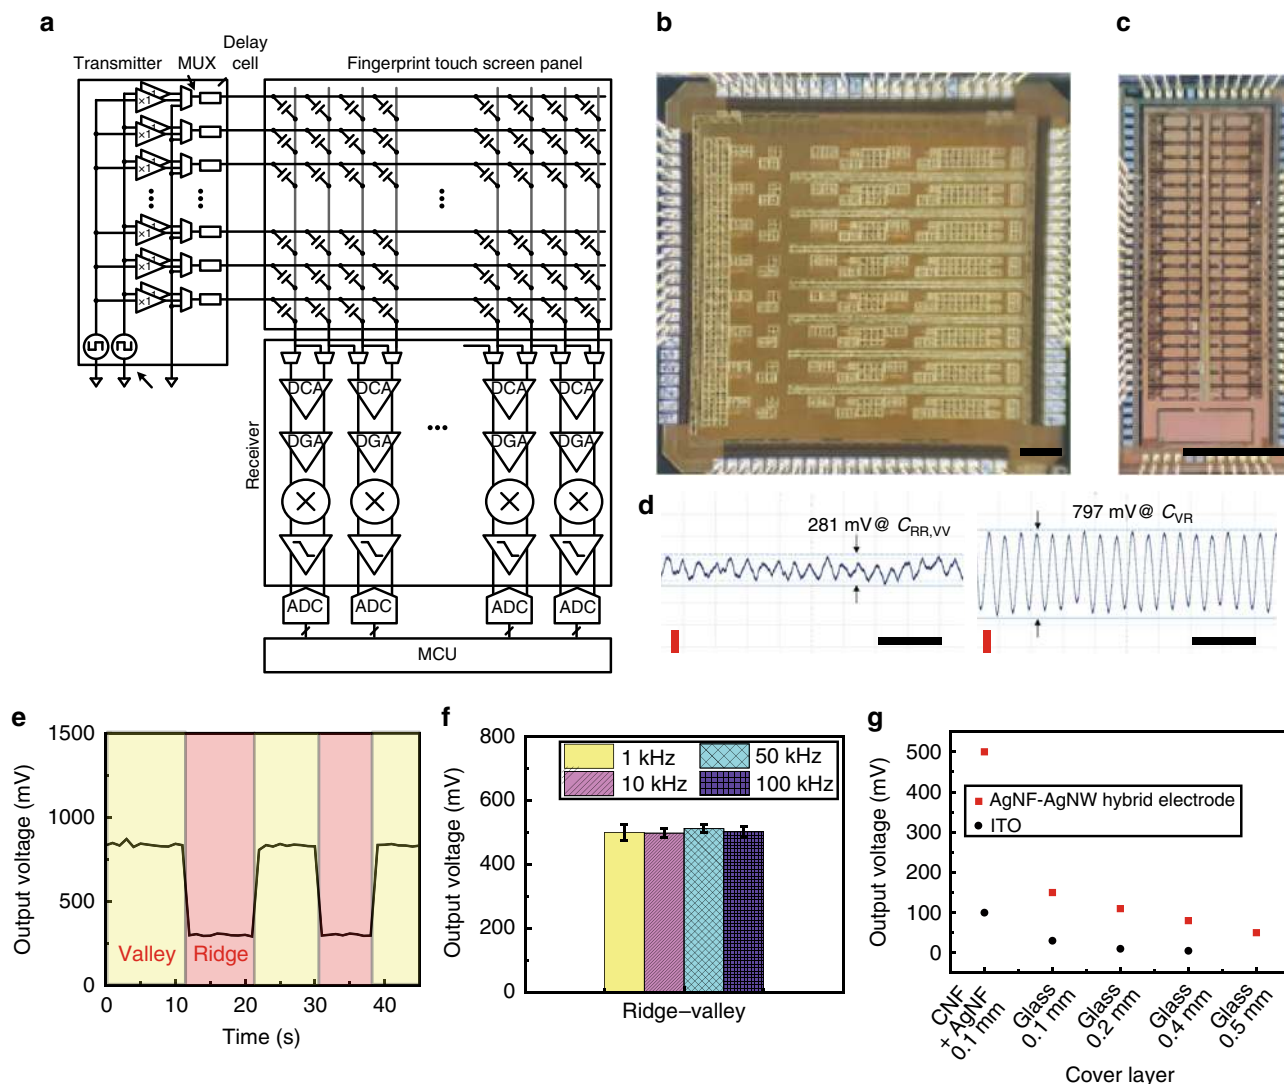 a
Transmitter
MUX
Delay
cell
Fingerprint touch screen panel
×1
×1
×1
×1
×1
×1
Receiver
DCA
DCA
DCA
DCA
DGA
DGA
DGA
DGA
ADC
ADC
ADC
ADC
MCU
b
c
d
281 mV@ CRR,VV
797 mV@ CVR
e
Output voltage (mV)
1500
1000
500
0
Valley
Ridge
0
10
20
30
40
Time (s)
f
Output voltage (mV)
800
600
400
200
0
1 kHz
50 kHz
10 kHz
100 kHz
Ridge–valley
g
Output voltage (mV)
500
400
300
200
100
0
AgNF-AgNW hybrid electrode
ITO
CNF
+ AgNF
0.1 mm
Glass
0.1 mm
Glass
0.2 mm
Glass
0.4 mm
Glass
0.5 mm
Cover layer